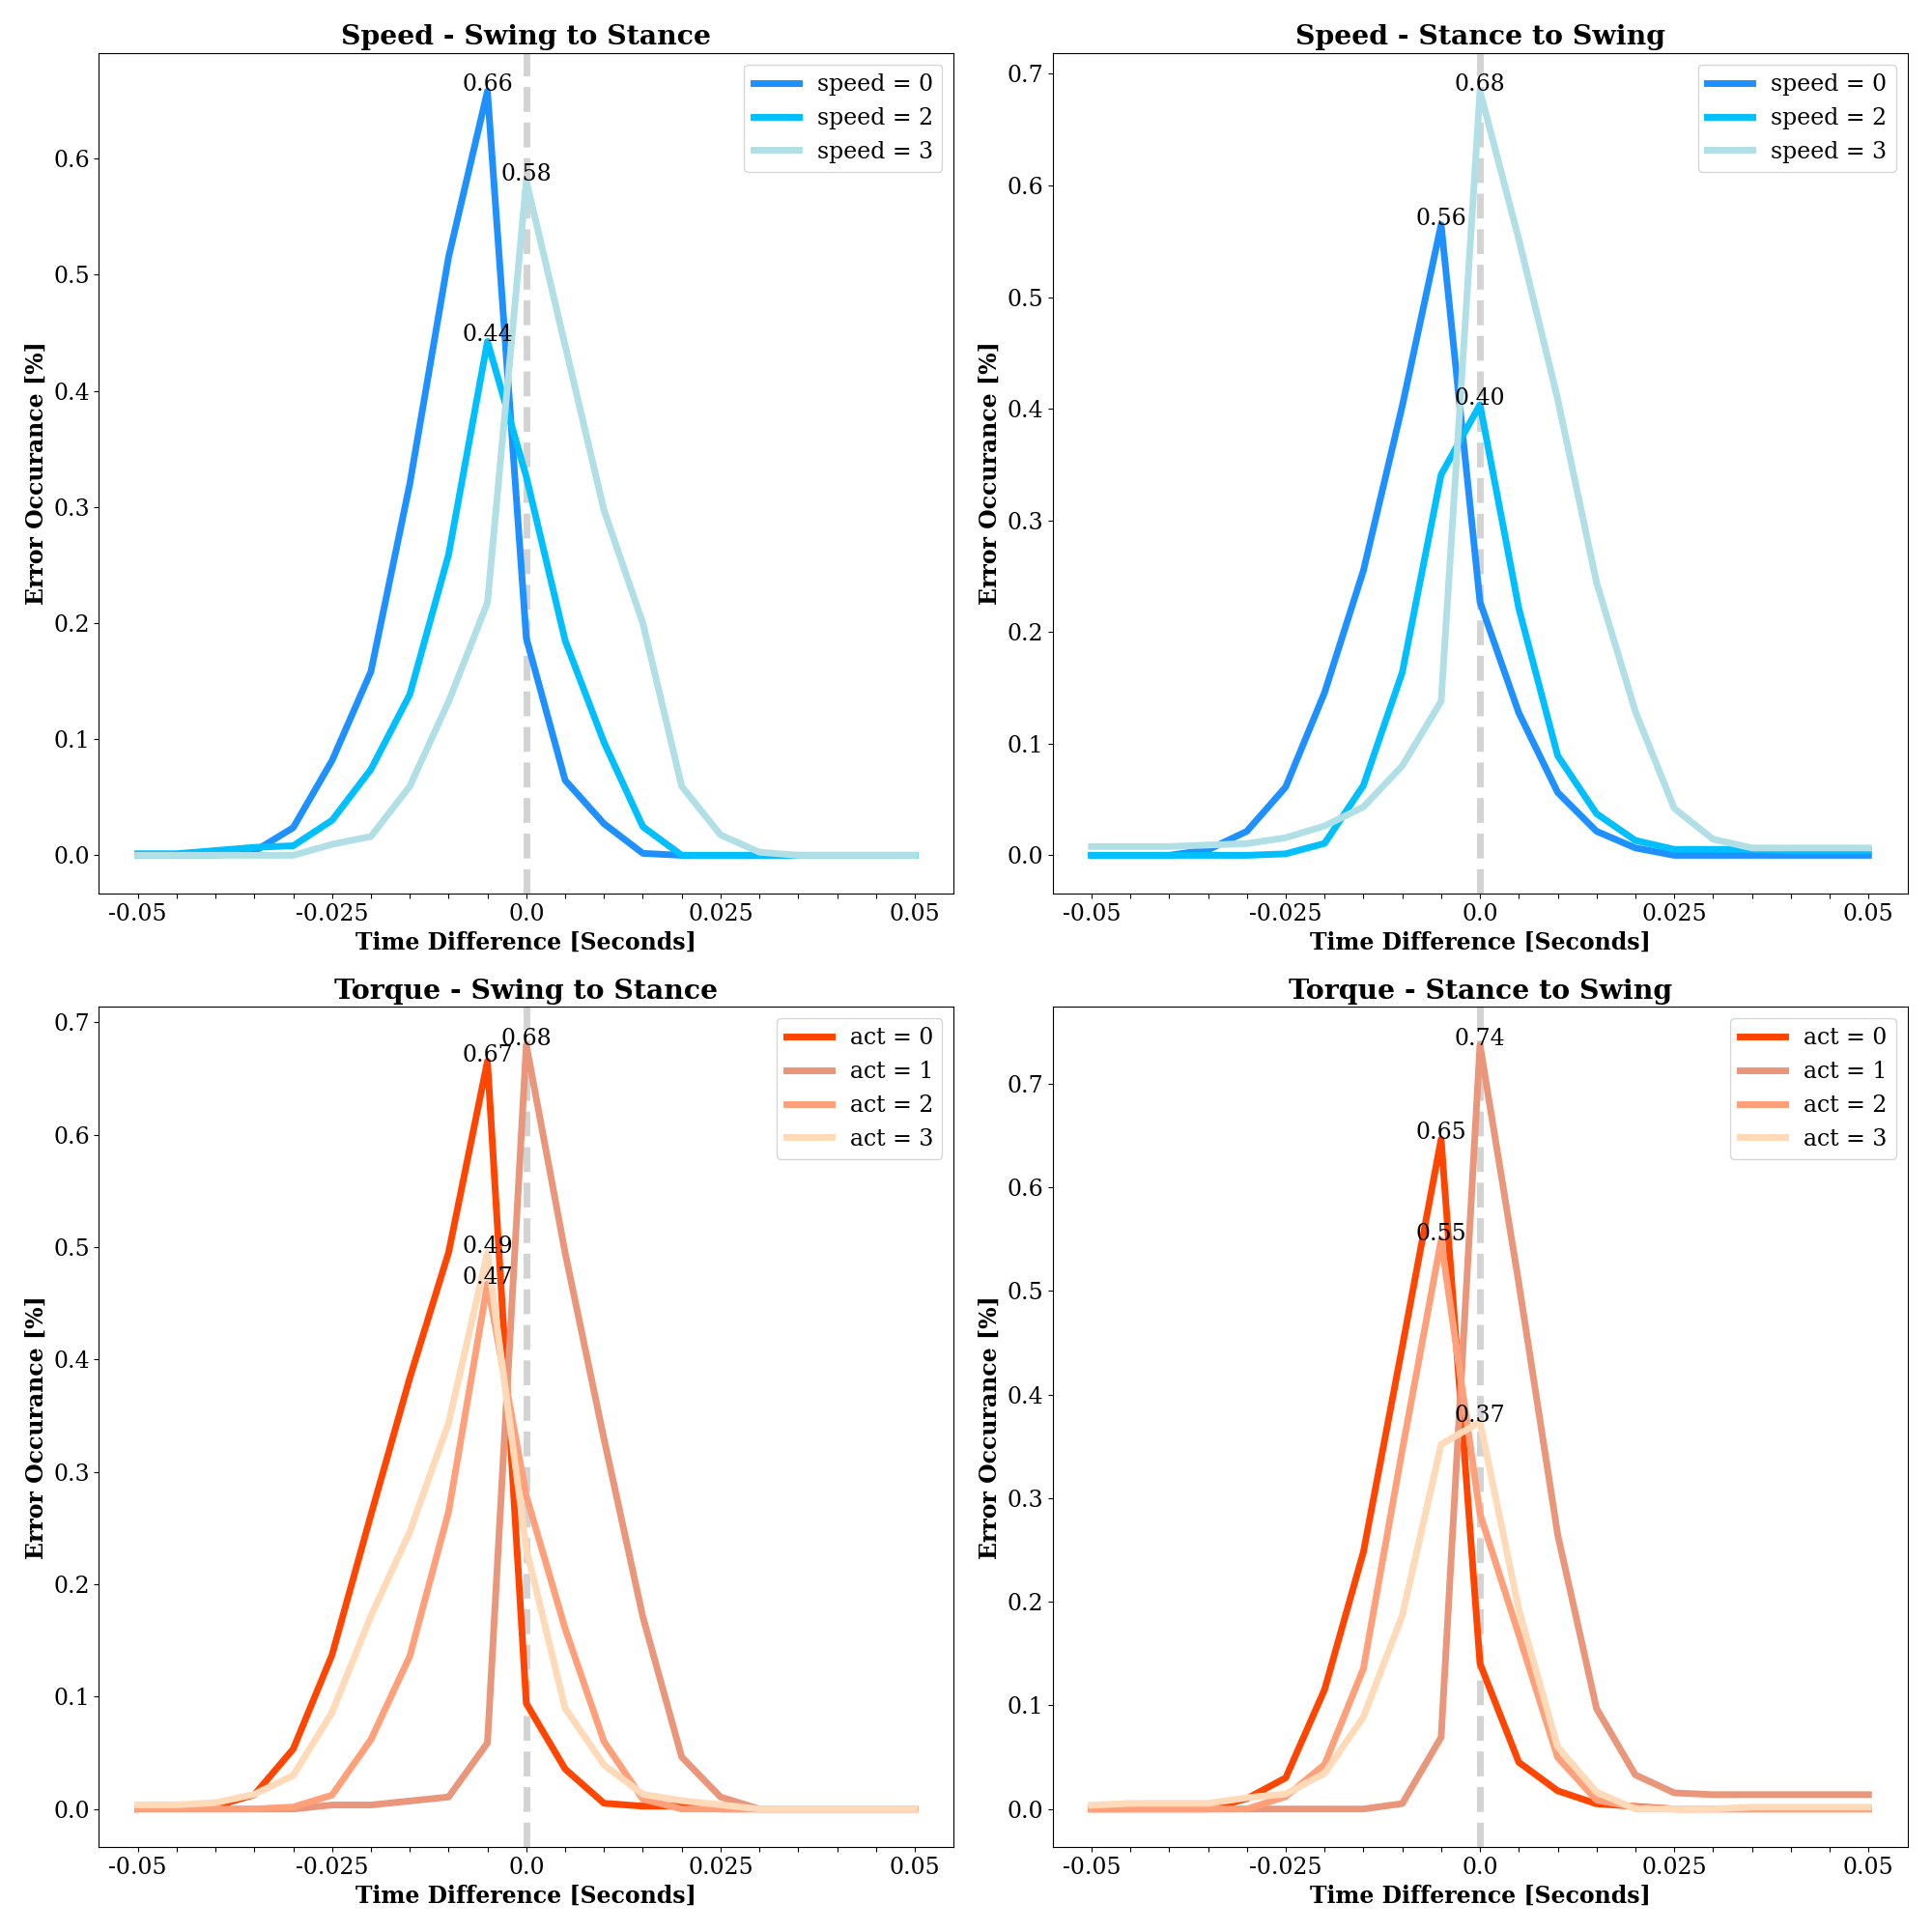 Speed - Swing to Stance
0.66
0.58
0.44
speed = 0
speed = 2
speed = 3
0.6
0.5
0.4
0.3
0.2
0.1
0.0
Error Occurance [%]
-0.05 -0.025 0.0 0.025 0.05
Time Difference [Seconds]
Speed - Stance to Swing
0.68
0.56
0.40
speed = 0
speed = 2
speed = 3
0.7
0.6
0.5
0.4
0.3
0.2
0.1
0.0
Error Occurance [%]
-0.05 -0.025 0.0 0.025 0.05
Time Difference [Seconds]
Torque - Swing to Stance
0.68
0.67
0.49
0.47
act = 0
act = 1
act = 2
act = 3
0.7
0.6
0.5
0.4
0.3
0.2
0.1
0.0
Error Occurance [%]
-0.05 -0.025 0.0 0.025 0.05
Time Difference [Seconds]
Torque - Stance to Swing
0.74
0.65
0.55
0.37
act = 0
act = 1
act = 2
act = 3
0.7
0.6
0.5
0.4
0.3
0.2
0.1
0.0
Error Occurance [%]
-0.05 -0.025 0.0 0.025 0.05
Time Difference [Seconds]